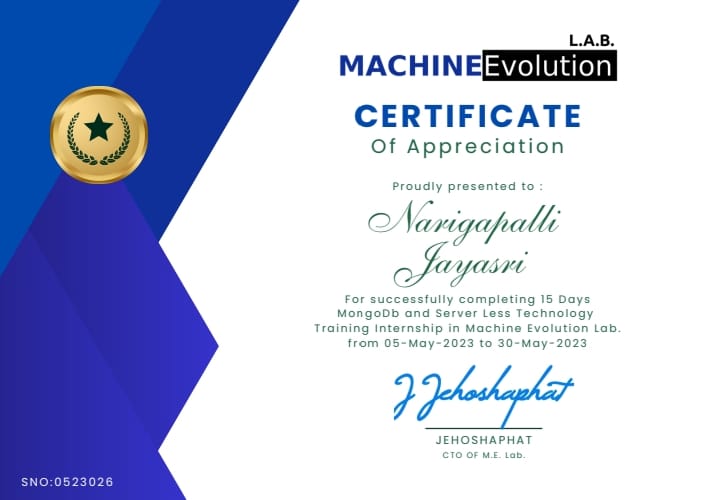 L.A.B.
MACHINE Evolution
CERTIFICATE
Of Appreciation
Proudly presented to :
Narigapalli
Jayasri
For successfully completing 15 Days
MongoDb and Server Less Technology
Training Internship in Machine Evolution Lab.
from 05-May-2023 to 30-May-2023
J Jehoshaphat
JEHOSHAPHAT
CTO OF M.E. Lab.
SNO:0523026